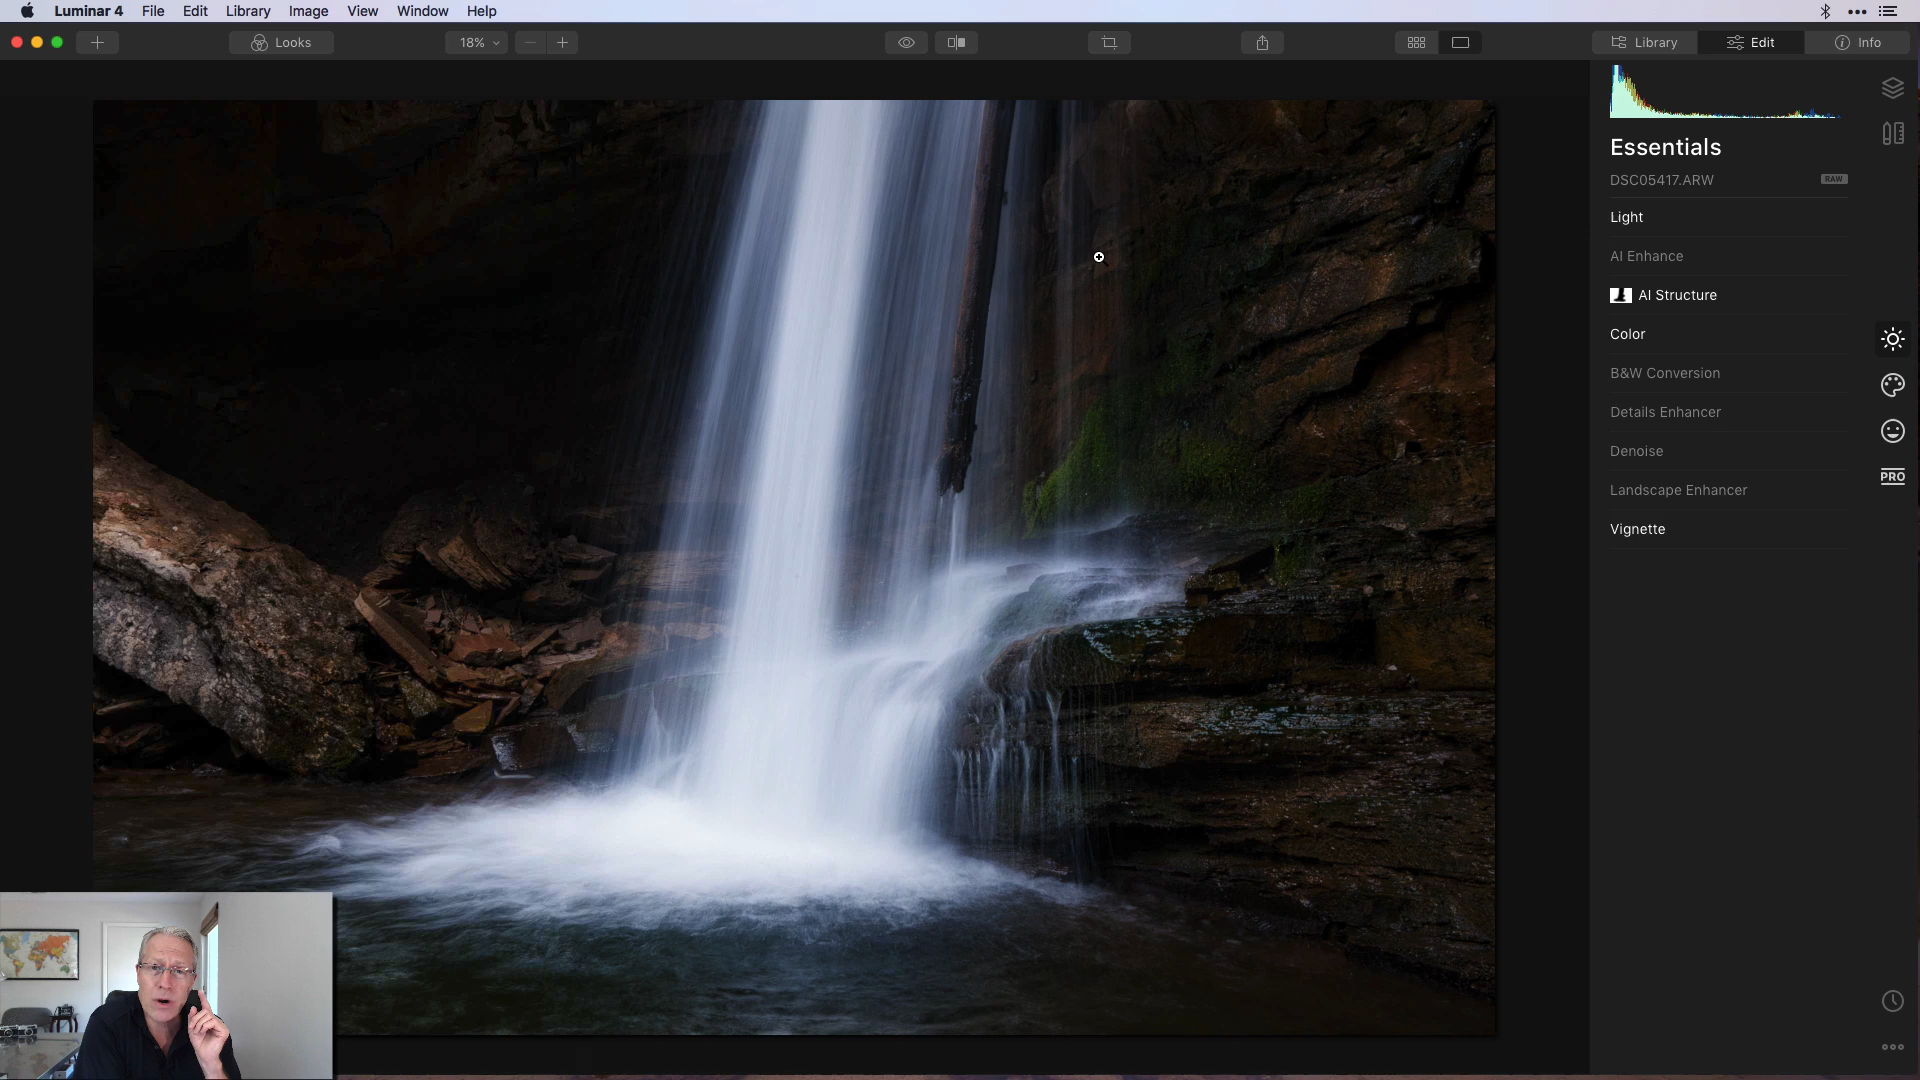 Luminar 4 File Edit Library Image View Window Help
Looks 18% Library Edit Info
Essentials
DSC05417.ARW RAW
Light
AI Enhance
AI Structure
Color
B&W Conversion
Details Enhancer
Denoise
PRO
Landscape Enhancer
Vignette